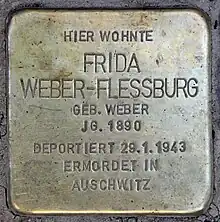 HIER WOHNTE
FRIDA
WEBER-FLESSBURG
GEB. WEBER
JG. 1890
DEPORTIERT 29.1.1943
ERMORDET IN
AUSCHWITZ